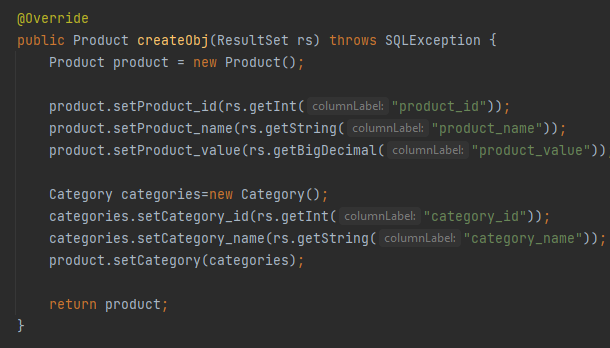 @Override
public Product createObj(ResultSet rs) throws SQLException {
Product product = new Product();
product.setProduct_id(rs.getInt( columnLabel: "product_id"));
product.setProduct_name(rs.getString( columnLabel: "product_name"));
product.setProduct_value(rs.getBigDecimal( columnLabel: "product_value"))
Category categories=new Category();
categories.setCategory_id(rs.getInt( columnLabel: "category_id"));
categories.setCategory_name(rs.getString( columnLabel: "category_name"));
product.setCategory(categories);
return product;
}